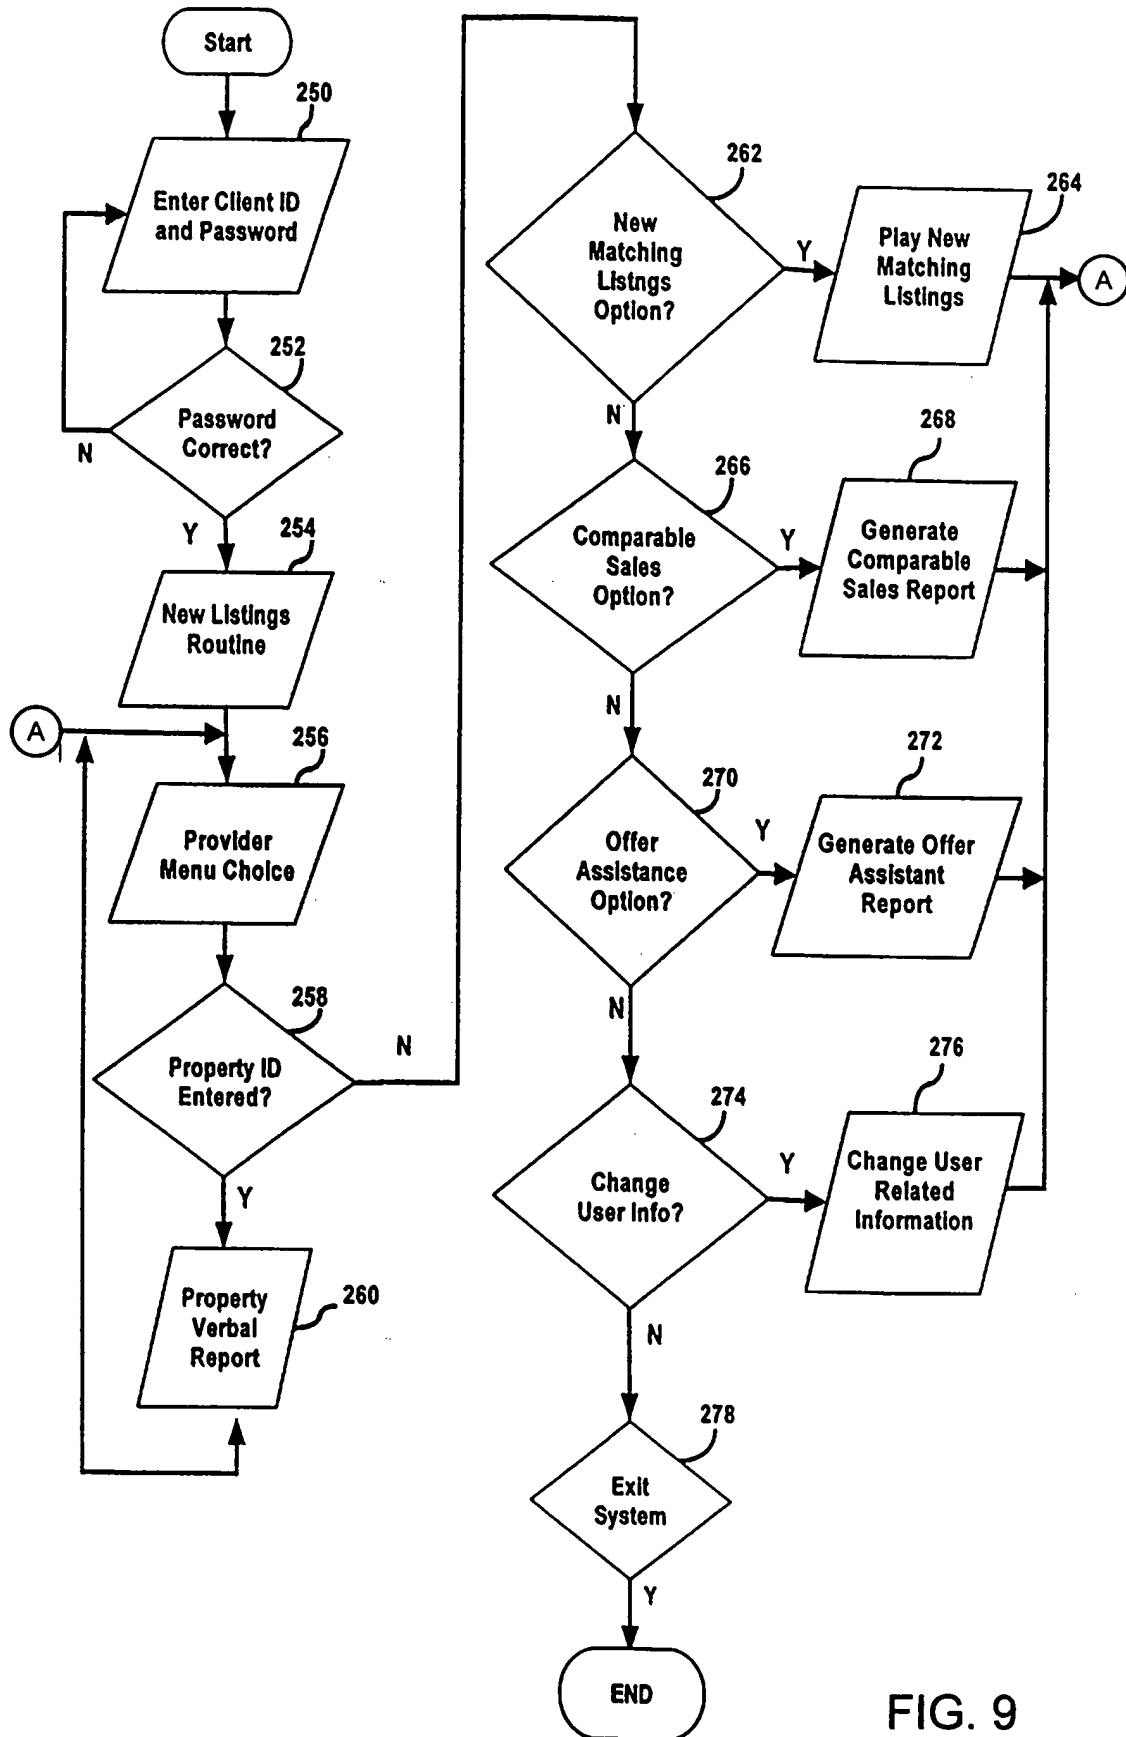 Start
250
Enter Client ID
and Password
252
Password
Correct?
N
Y
254
New Listings
Routine
A
256
Provider
Menu Choice
258
Property ID
Entered?
N
Y
Property
Verbal
Report
260
262
New
Matching
Listngs
Option?
Y
264
Play New
Matching
Listings
A
N
266
Comparable
Sales
Option?
Y
268
Generate
Comparable
Sales Report
N
270
Offer
Assistance
Option?
Y
272
Generate Offer
Assistant
Report
N
274
Change
User Info?
Y
276
Change User
Related
Information
N
278
Exit
System
Y
END
FIG. 9